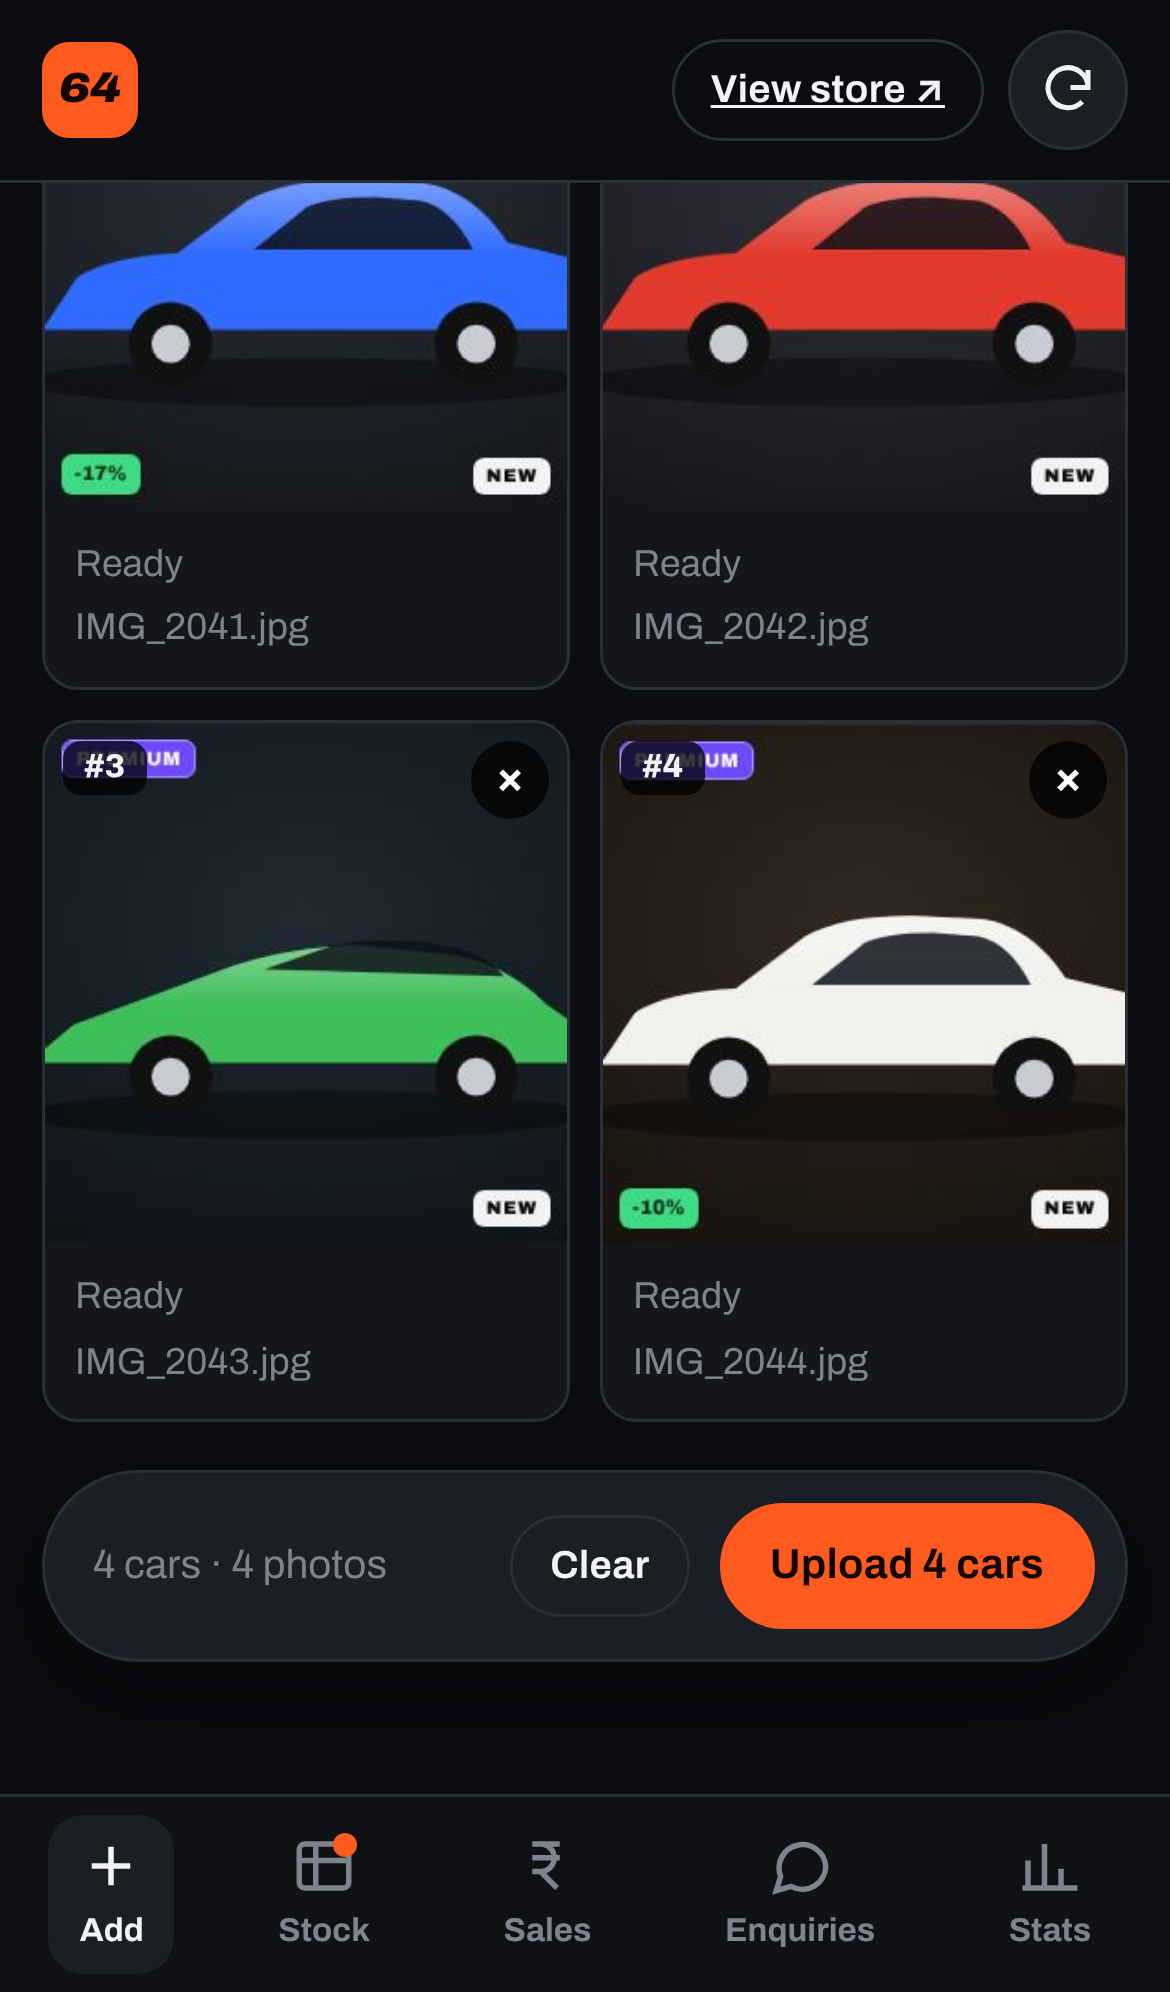 64
View store ↗
-17%
NEW
NEW
Ready
Ready
IMG_2041.jpg
IMG_2042.jpg
#3
UM
×
#4
UM
×
NEW
-10%
NEW
Ready
Ready
IMG_2043.jpg
IMG_2044.jpg
4 cars · 4 photos
Clear
Upload 4 cars
Add
Stock
₹
Sales
Enquiries
Stats